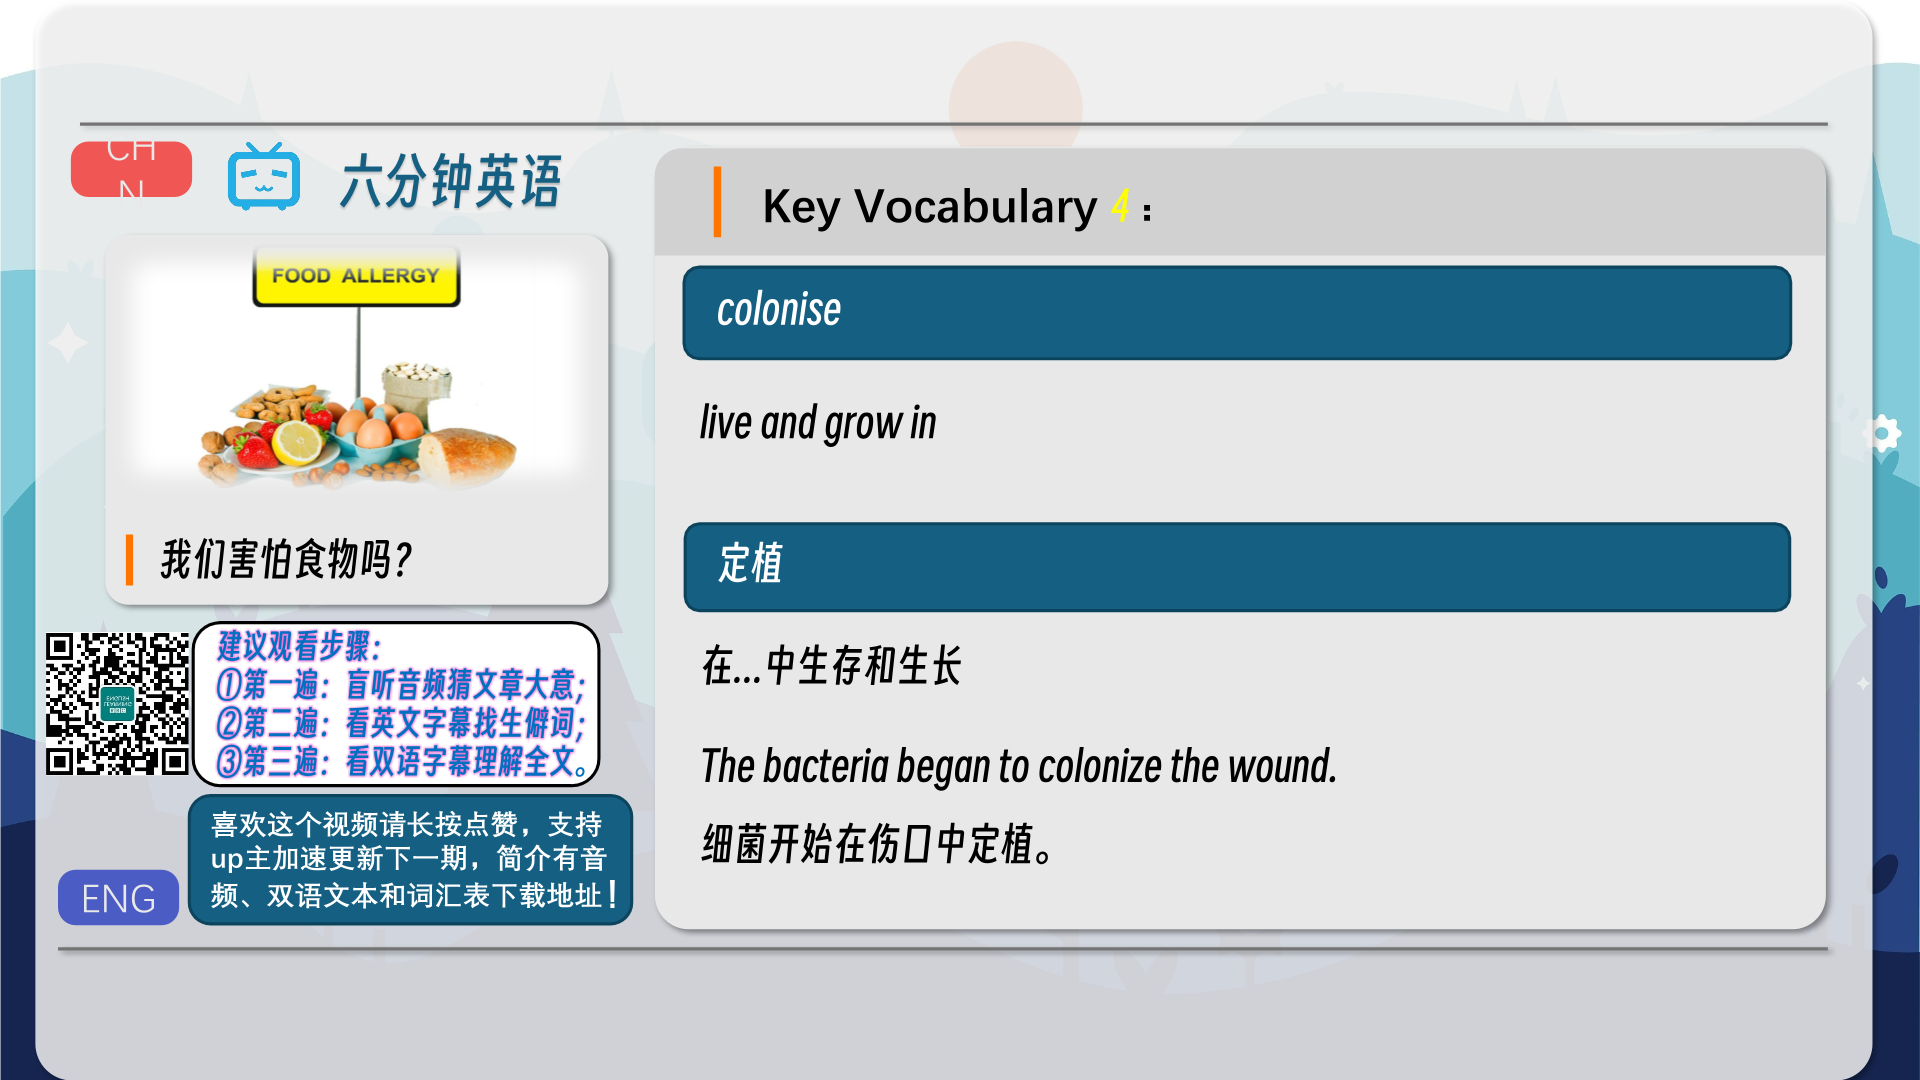 CH
N
六分钟英语
FOOD ALLERGY
我们害怕食物吗？
建议观看步骤：
①第一遍：盲听音频猜文章大意；
②第二遍：看英文字幕找生僻词；
③第三遍：看双语字幕理解全文。
喜欢这个视频请长按点赞，支持
up主加速更新下一期，简介有音
频、双语文本和词汇表下载地址！
ENG
Key Vocabulary 4：
colonise
live and grow in
定植
在...中生存和生长
The bacteria began to colonize the wound.
细菌开始在伤口中定植。